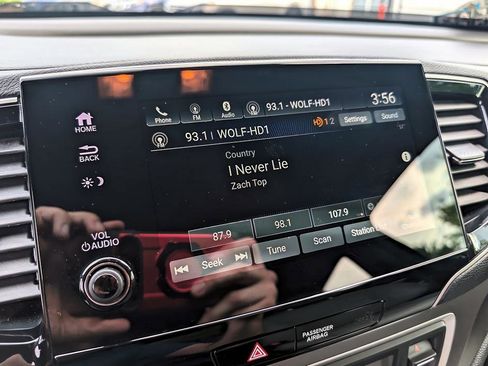 Phone FM Audio 93.1 - WOLF-HD1 3:56
93.1 | WOLF-HD1 HD 1 2 Settings Sound
HOME
BACK
Country
I Never Lie
Zach Top
VOL
AUDIO
87.9 98.1 107.9
Seek Tune Scan Station
PASSENGER
AIRBAG